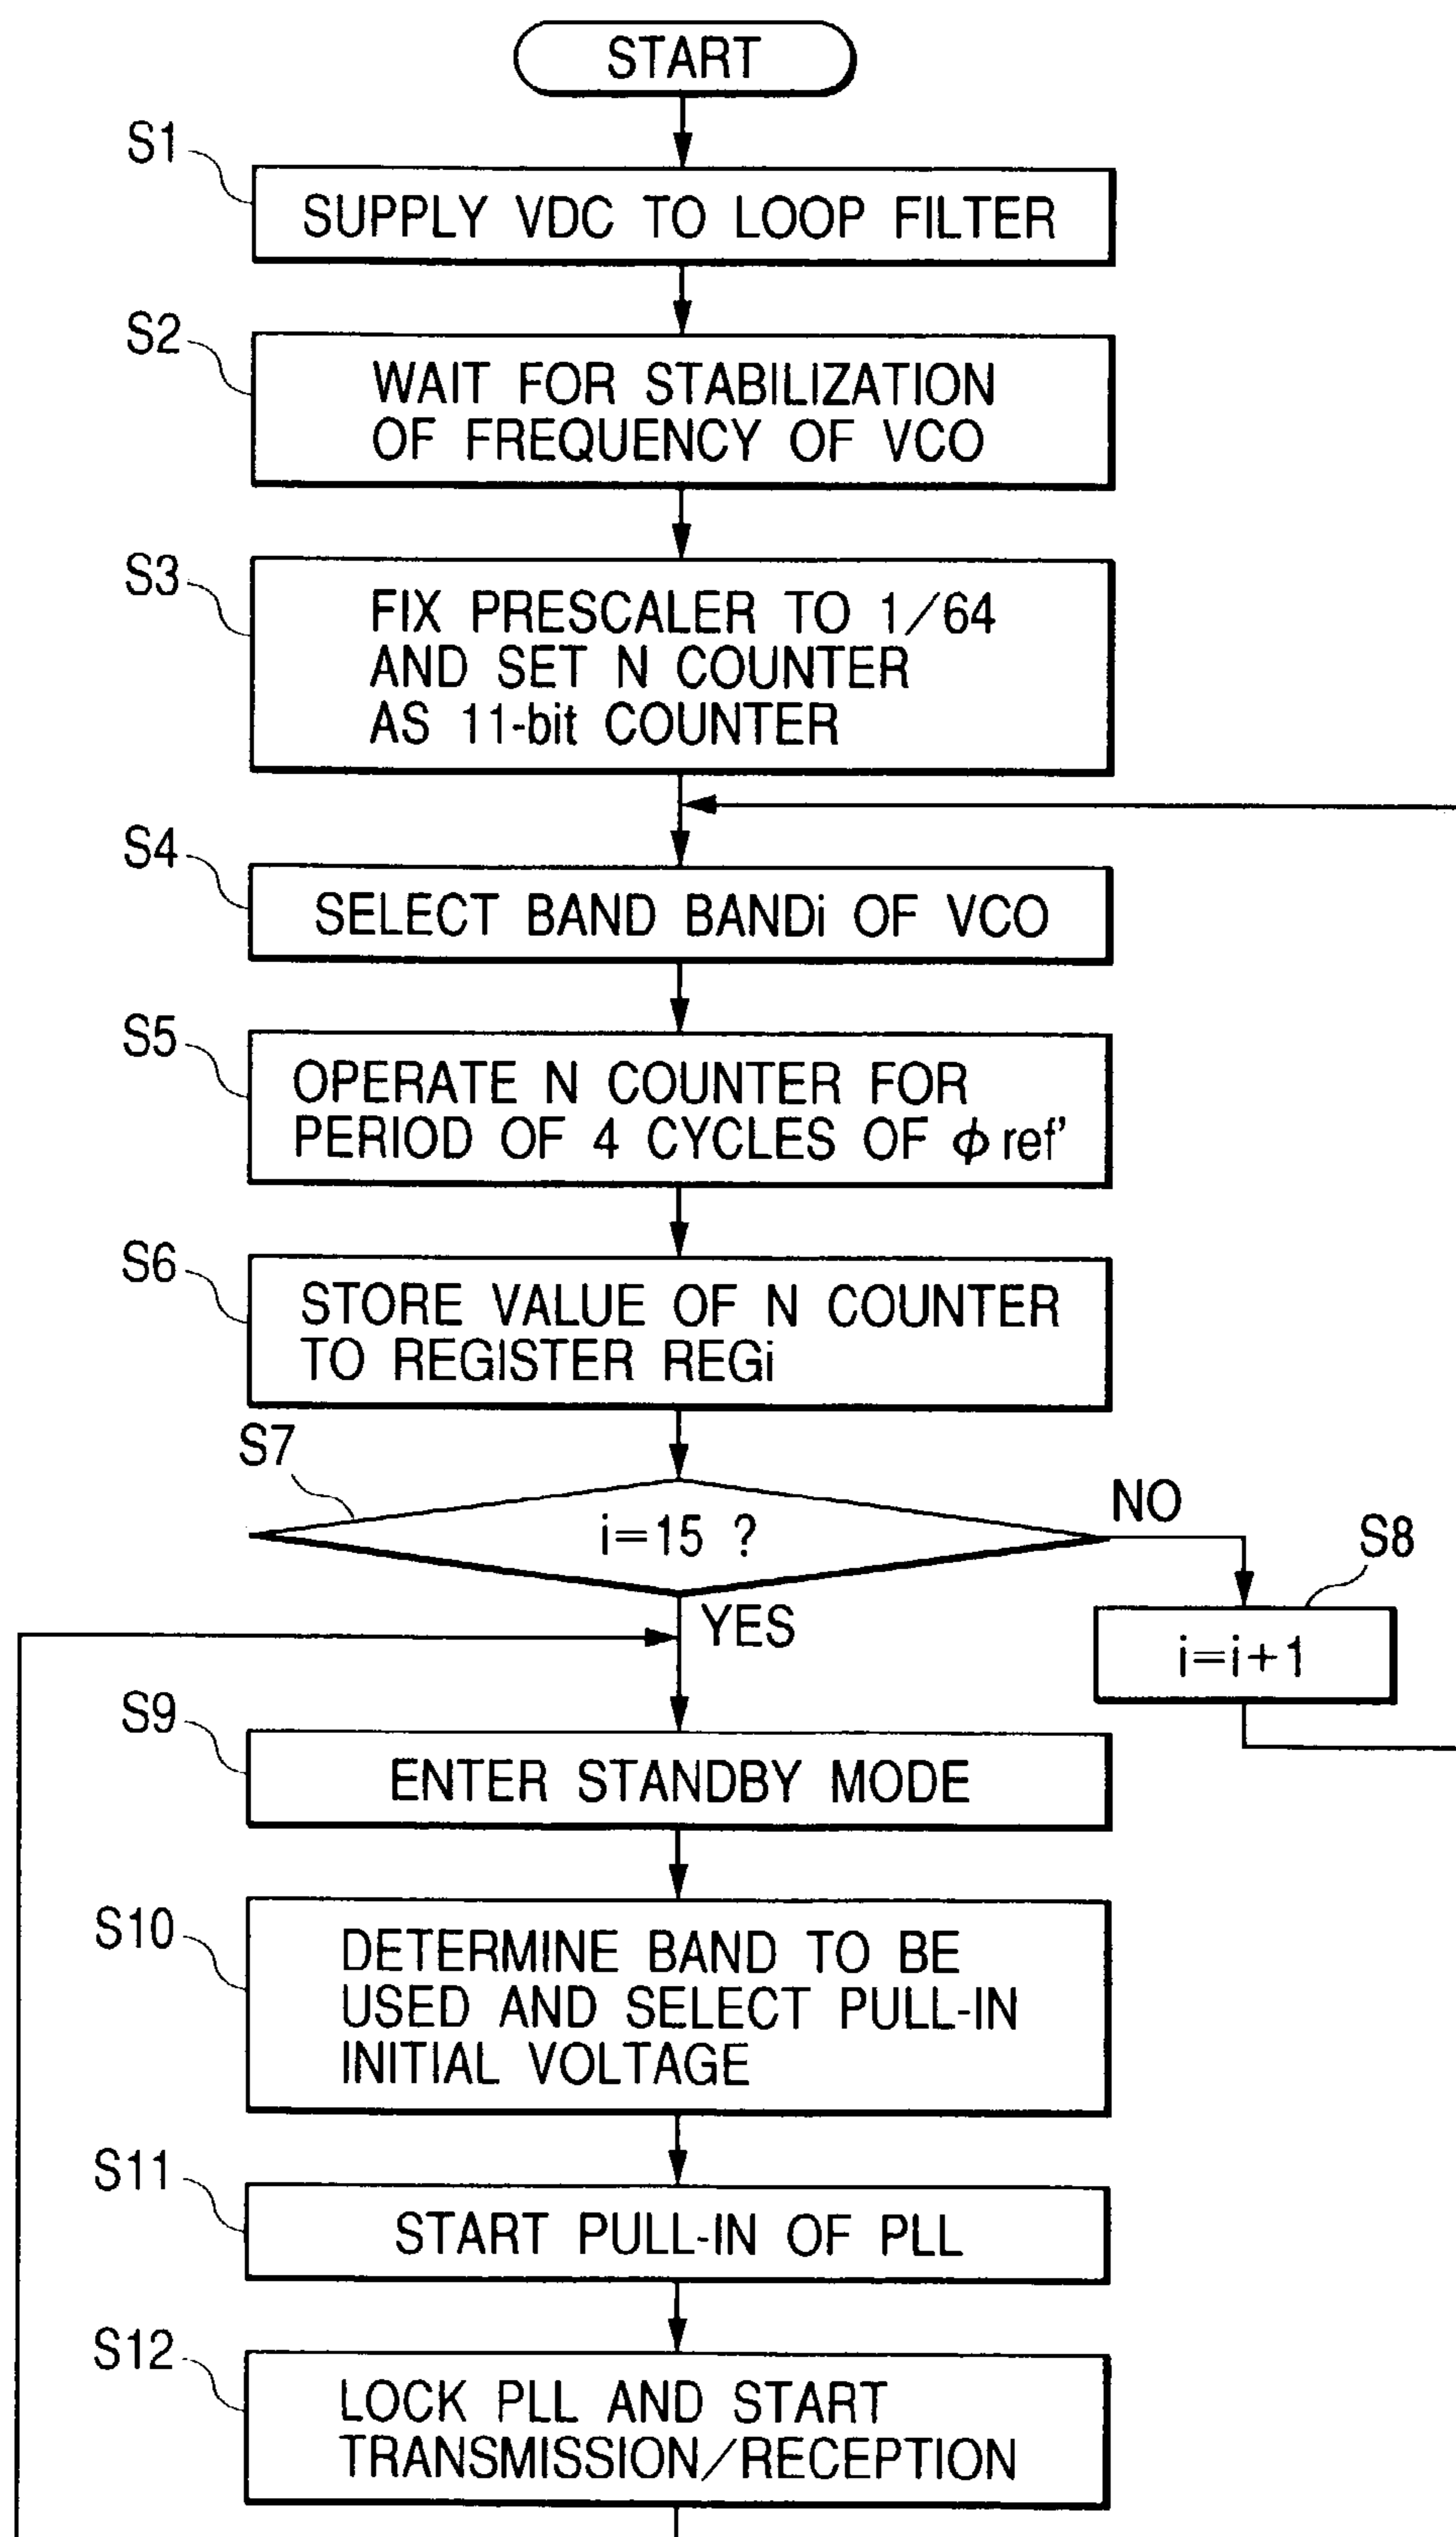 START
S1
SUPPLY VDC TO LOOP FILTER
S2
WAIT FOR STABILIZATION
OF FREQUENCY OF VCO
S3
FIX PRESCALER TO 1/64
AND SET N COUNTER
AS 11-bit COUNTER
S4
SELECT BAND BANDi OF VCO
S5
OPERATE N COUNTER FOR
PERIOD OF 4 CYCLES OF ϕ ref'
S6
STORE VALUE OF N COUNTER
TO REGISTER REGi
S7
i=15 ?
NO
S8
i=i+1
YES
S9
ENTER STANDBY MODE
S10
DETERMINE BAND TO BE
USED AND SELECT PULL-IN
INITIAL VOLTAGE
S11
START PULL-IN OF PLL
S12
LOCK PLL AND START
TRANSMISSION/RECEPTION